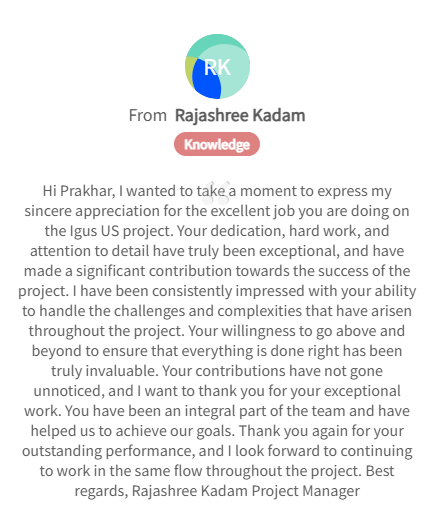 RK
From Rajashree Kadam
Knowledge
Hi Prakhar, I wanted to take a moment to express my
sincere appreciation for the excellent job you are doing on
the Igus US project. Your dedication, hard work, and
attention to detail have truly been exceptional, and have
made a significant contribution towards the success of the
project. I have been consistently impressed with your ability
to handle the challenges and complexities that have arisen
throughout the project. Your willingness to go above and
beyond to ensure that everything is done right has been
truly invaluable. Your contributions have not gone
unnoticed, and I want to thank you for your exceptional
work. You have been an integral part of the team and have
helped us to achieve our goals. Thank you again for your
outstanding performance, and I look forward to continuing
to work in the same flow throughout the project. Best
regards, Rajashree Kadam Project Manager